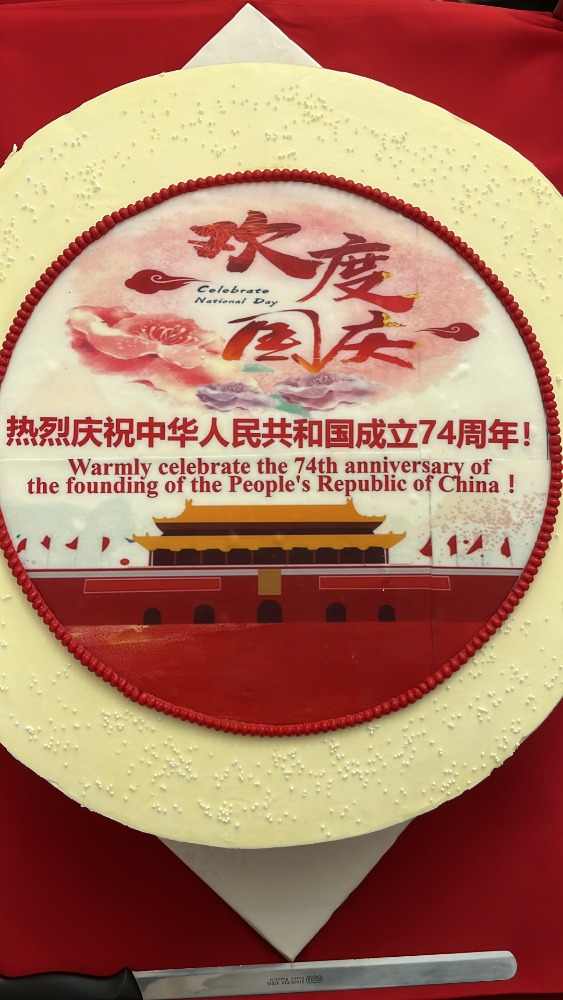 欢度
Celebrate
National Day
国庆
热烈庆祝中华人民共和国成立74周年！
Warmly celebrate the 74th anniversary of
the founding of the People's Republic of China !